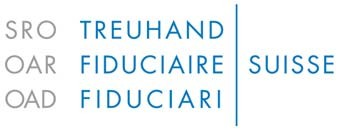 SRO TREUHAND
OAR FIDUCIAIRE SUISSE
OAD FIDUCIARI